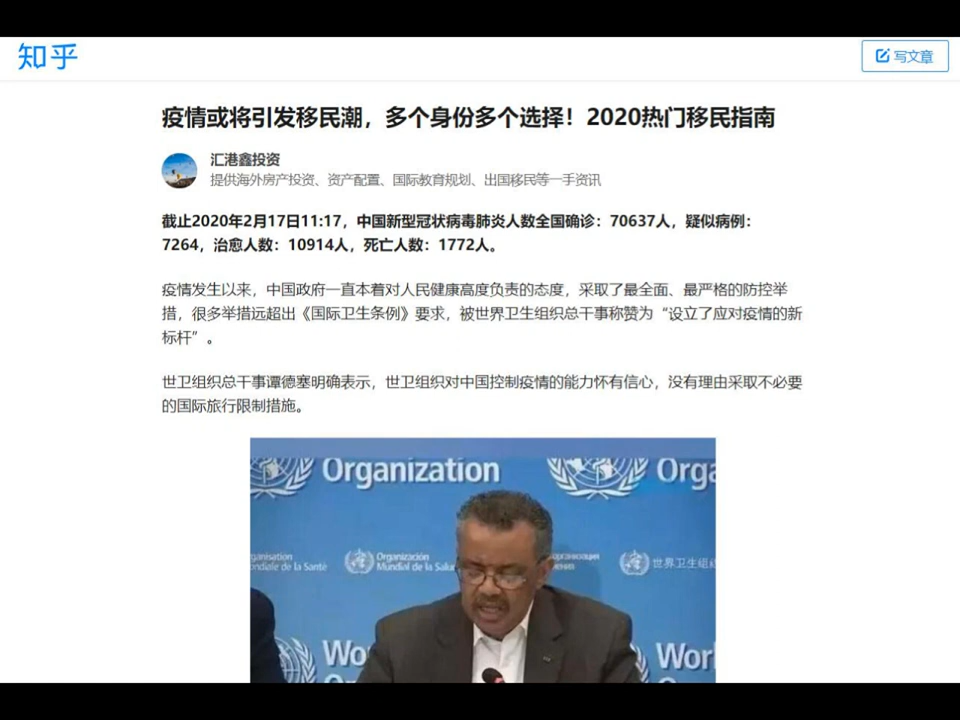 知乎
写文章
疫情或将引发移民潮，多个身份多个选择！2020热门移民指南
汇港鑫投资
提供海外房产投资、资产配置、国际教育规划、出国移民等一手资讯
截止2020年2月17日11:17，中国新型冠状病毒肺炎人数全国确诊：70637人，疑似病例：
7264，治愈人数：10914人，死亡人数：1772人。
疫情发生以来，中国政府一直本着对人民健康高度负责的态度，采取了最全面、最严格的防控举
措，很多举措远超出《国际卫生条例》要求，被世界卫生组织总干事称赞为“设立了应对疫情的新
标杆”。
世卫组织总干事谭德塞明确表示，世卫组织对中国控制疫情的能力怀有信心，没有理由采取不必要
的国际旅行限制措施。
Organization
Orga
ganisation
ondiale de la Santé
Organización
Mundial de la Salu
世界卫生组
Wo
Worl